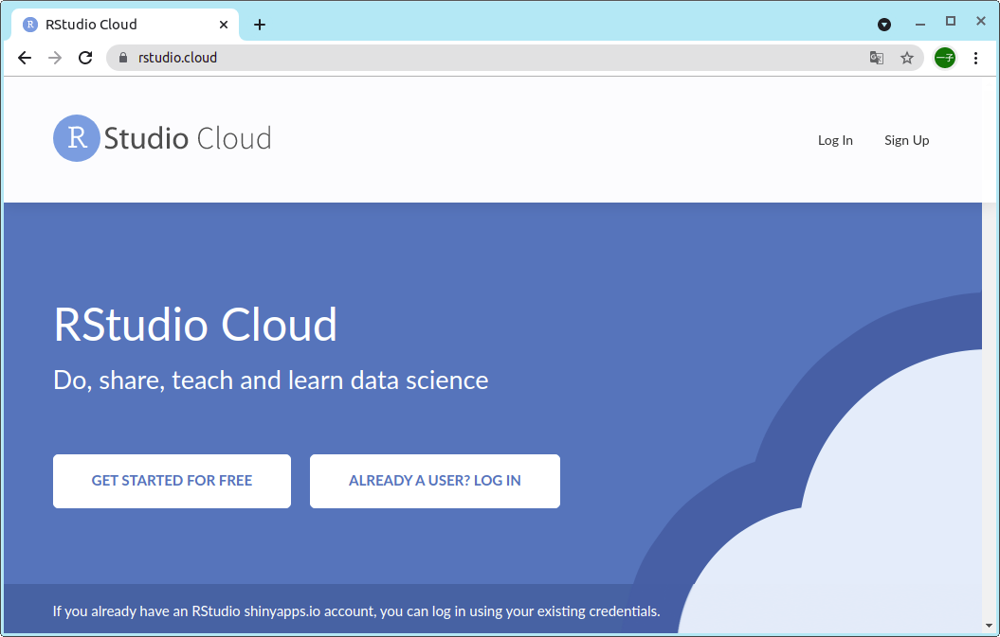 R RStudio Cloud
rstudio.cloud
一子
R Studio Cloud
Log In
Sign Up
RStudio Cloud
Do, share, teach and learn data science
GET STARTED FOR FREE
ALREADY A USER? LOG IN
If you already have an RStudio shinyapps.io account, you can log in using your existing credentials.